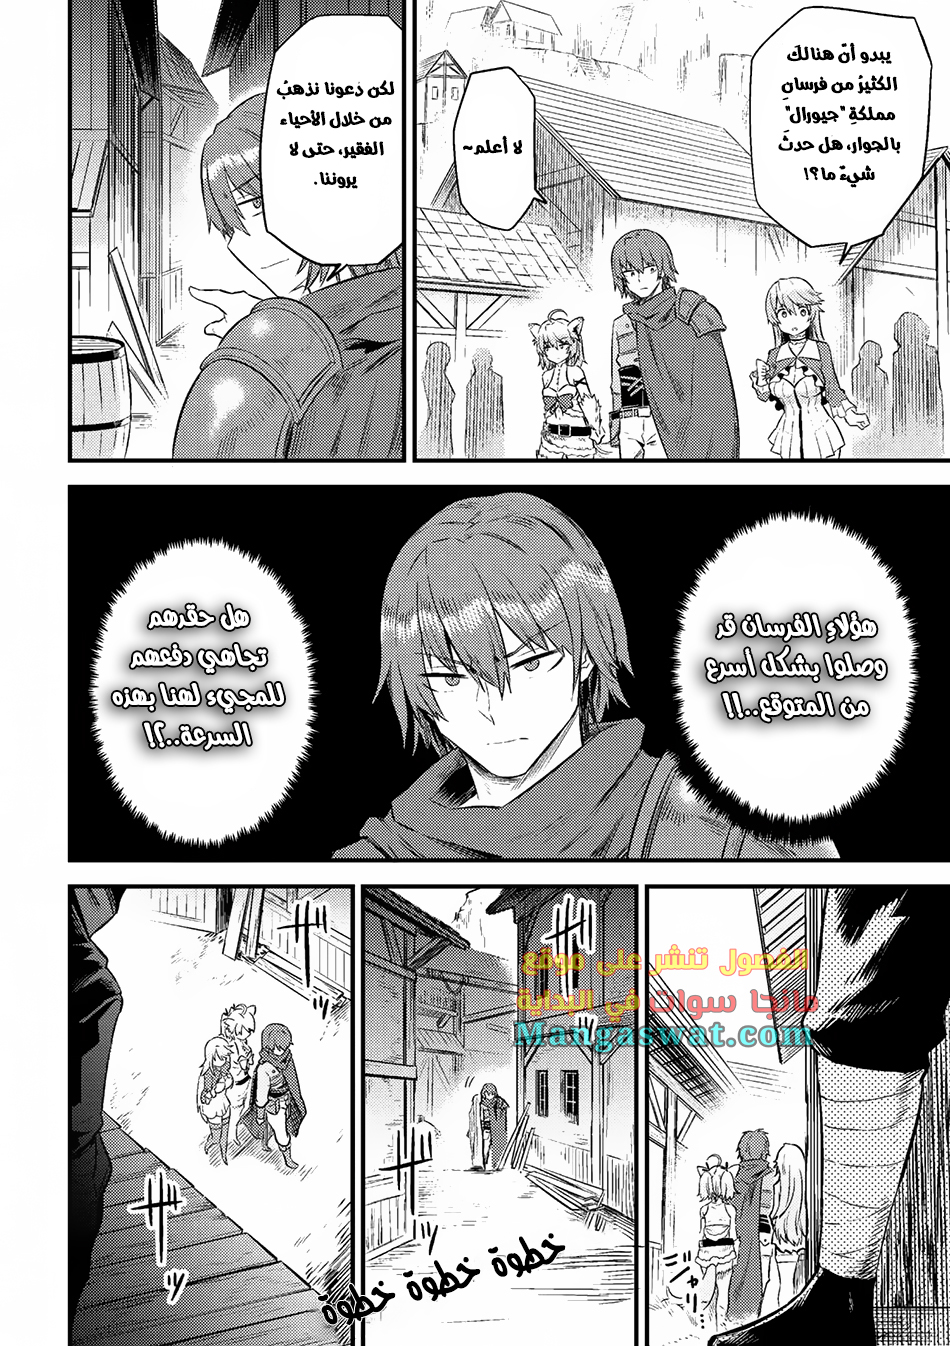 يبدو أنّ هنالكَ
الكثيرُ من فرسانِ
مملكةِ "جيورال"
بالجوار، هل حدثَ
شيءٌ ما؟!
لا أعلم~
لكن دَعونا نذهبُ
من خلال الأحياء
الفقير، حتى لا
يروننا.
هؤلاءِ الفرسان قد
وصلوا بشكل أسرع
من المتوقع..!!
هل حقدهم
تجاهي دفعهم
للمجيء لهنا بهذه
السرعة..؟!
الفصول تنشر على موقع
مانجا سوات في البداية
Mangaswat.com
خطوة خطوة خطوة